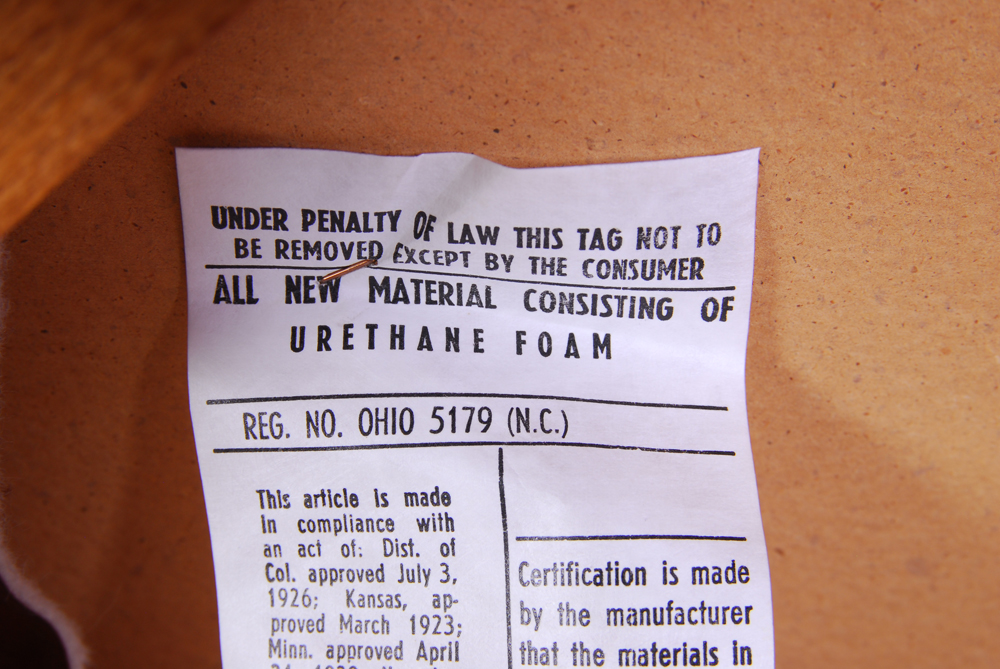 UNDER PENALTY OF LAW THIS TAG NOT TO
BE REMOVED EXCEPT BY THE CONSUMER
ALL NEW MATERIAL CONSISTING OF
URETHANE FOAM
REG. NO. OHIO 5179 (N.C.)
This article is made
in compliance with
an act of: Dist. of
Col. approved July 3,
1926; Kansas, ap-
proved March 1923;
Minn. approved April
Certification is made
by the manufacturer
that the materials in